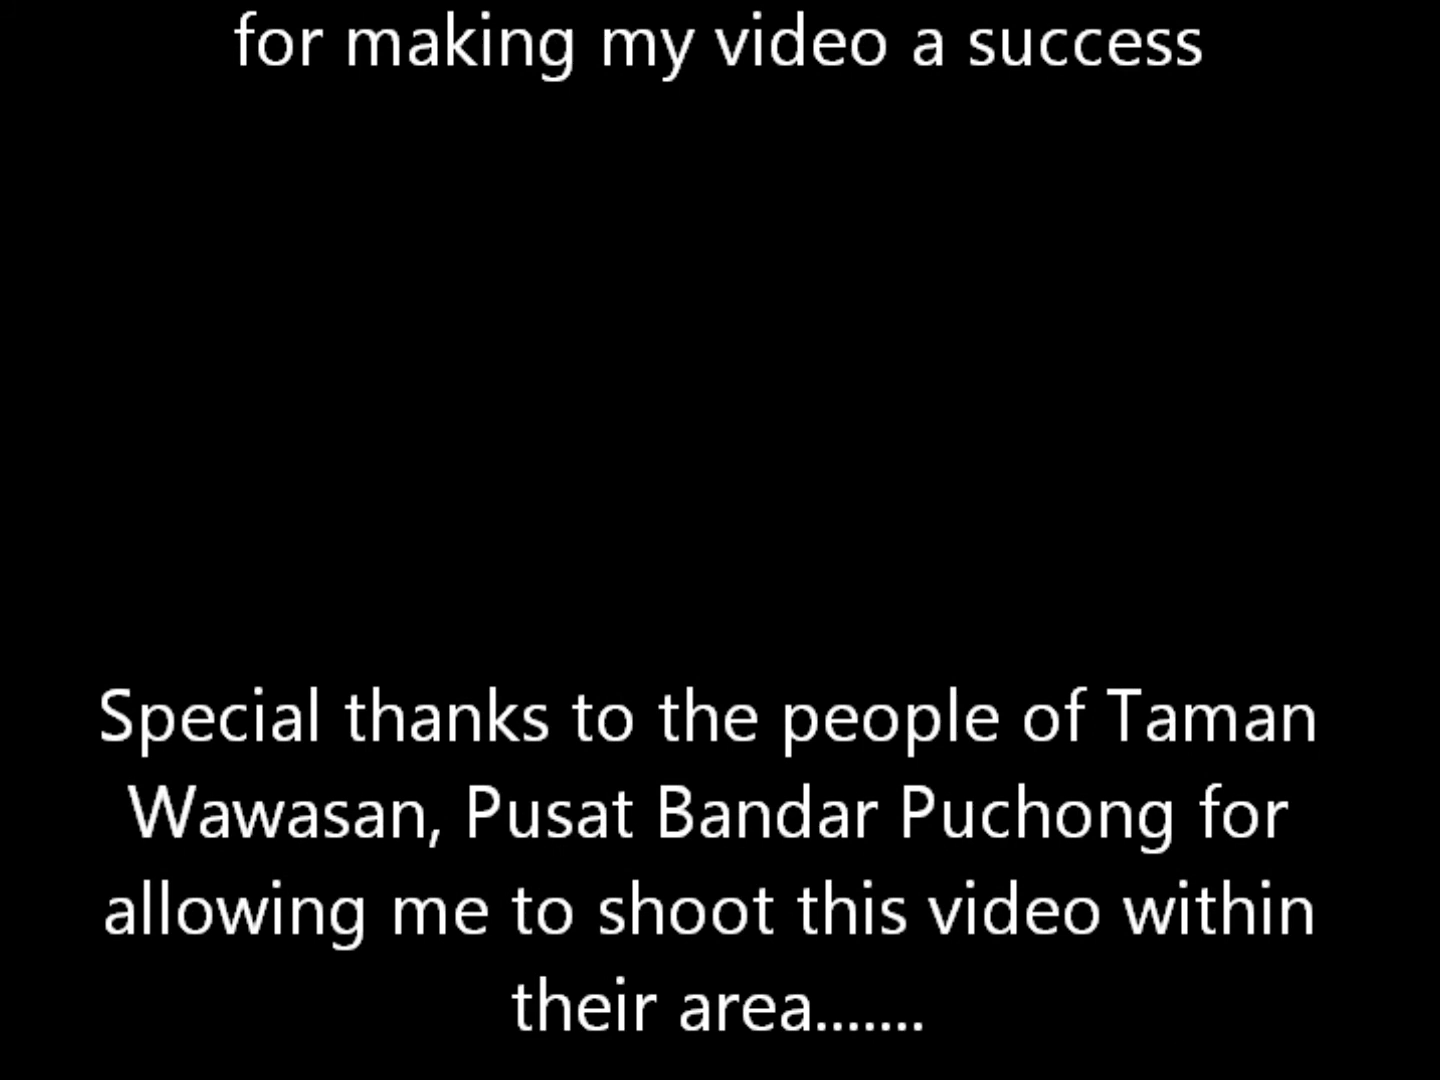 for making my video a success
Special thanks to the people of Taman
Wawasan, Pusat Bandar Puchong for
allowing me to shoot this video within
their area.......